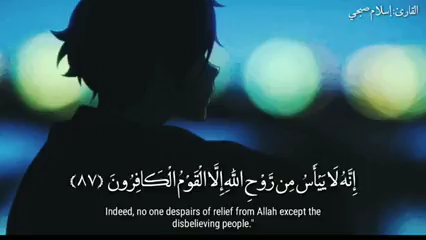 القارئ: إسلام صبحي
إِنَّهُ لَا يَيْأَسُ مِن رَّوْحِ اللَّهِ إِلَّا الْقَوْمُ الْكَافِرُونَ (٨٧)
Indeed, no one despairs of relief from Allah except the
disbelieving people."